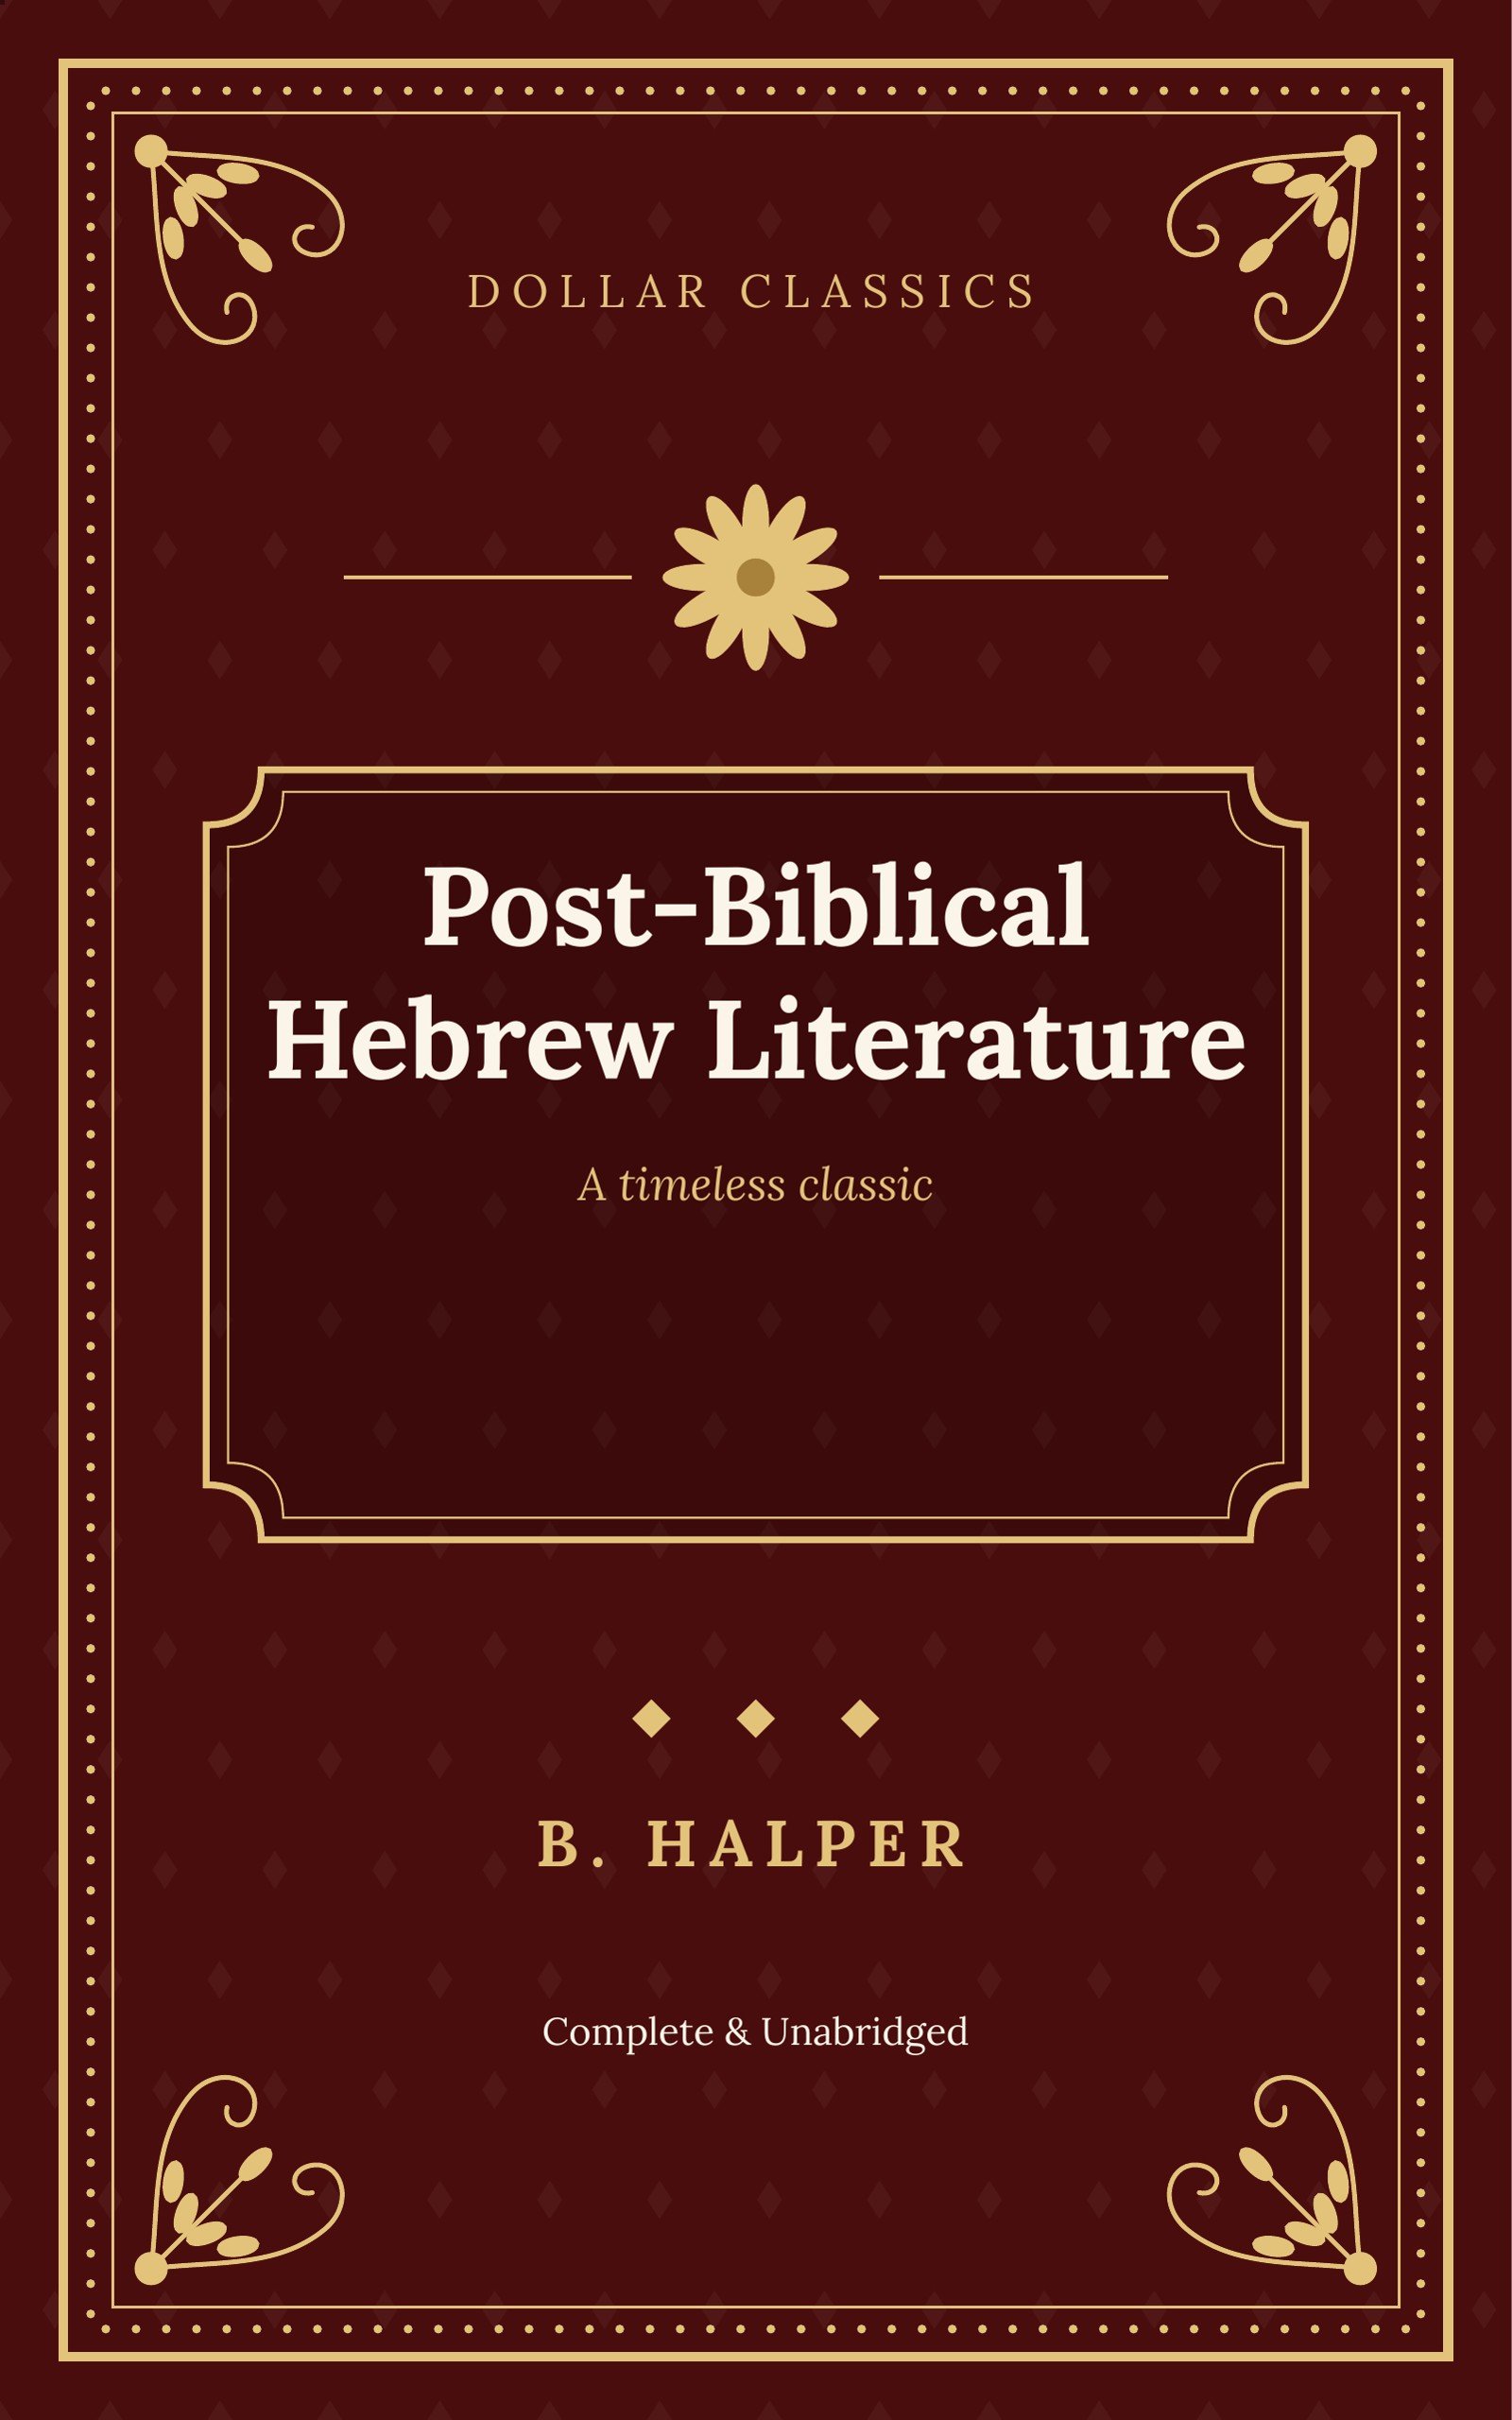 DOLLAR CLASSICS
Post-Biblical
Hebrew Literature
A timeless classic
B. HALPER
Complete & Unabridged